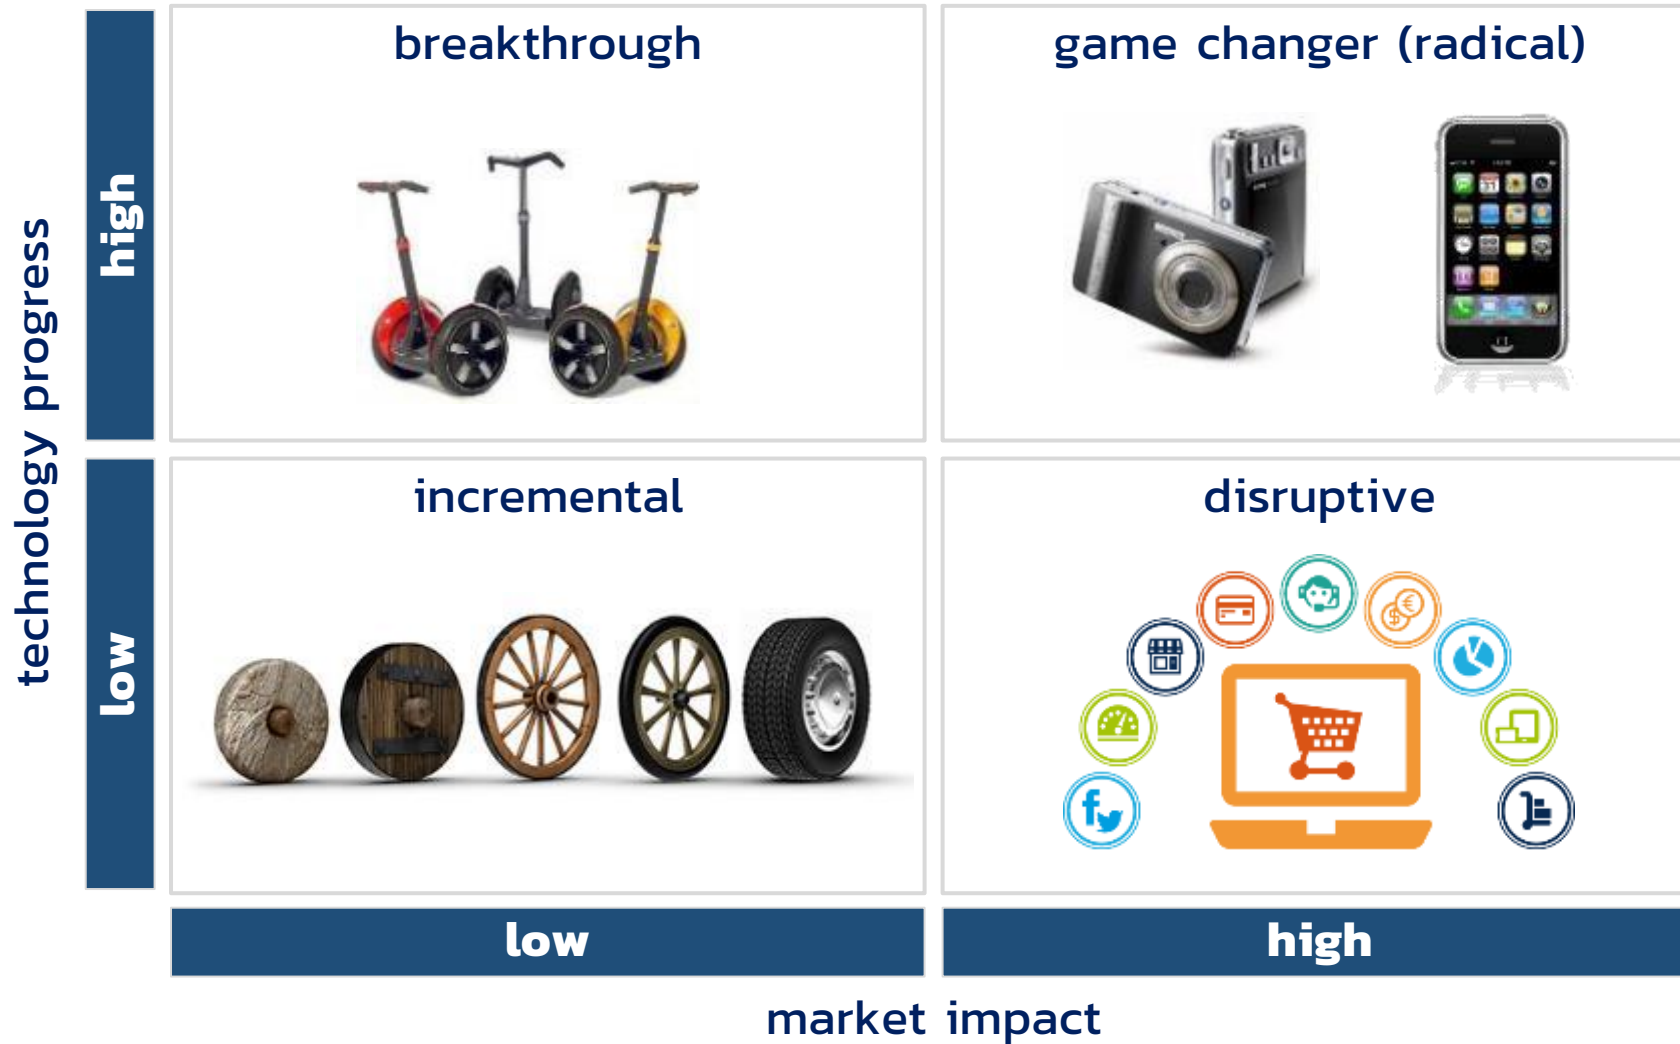 breakthrough
game changer (radical)
technology progress
high
incremental
disruptive
low
low
high
market impact